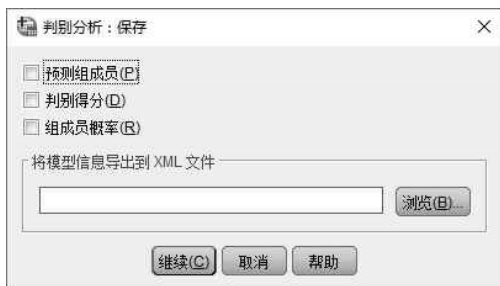 判别分析：保存
预测组成员(P)
判别得分(D)
组成员概率(R)
将模型信息导出到 XML 文件
浏览(B)...
继续(C) 取消 帮助